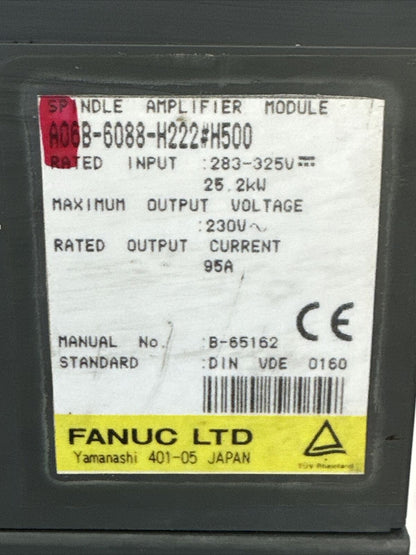 SPINDLE AMPLIFIER MODULE
A06B-6088-H222#H500
RATED INPUT :283-325V⎓
25.2kW
MAXIMUM OUTPUT VOLTAGE
:230V∿
RATED OUTPUT CURRENT
95A
CE
MANUAL No. :B-65162
STANDARD :DIN VDE 0160
FANUC LTD
Yamanashi 401-05 JAPAN
TÜV Rheinland